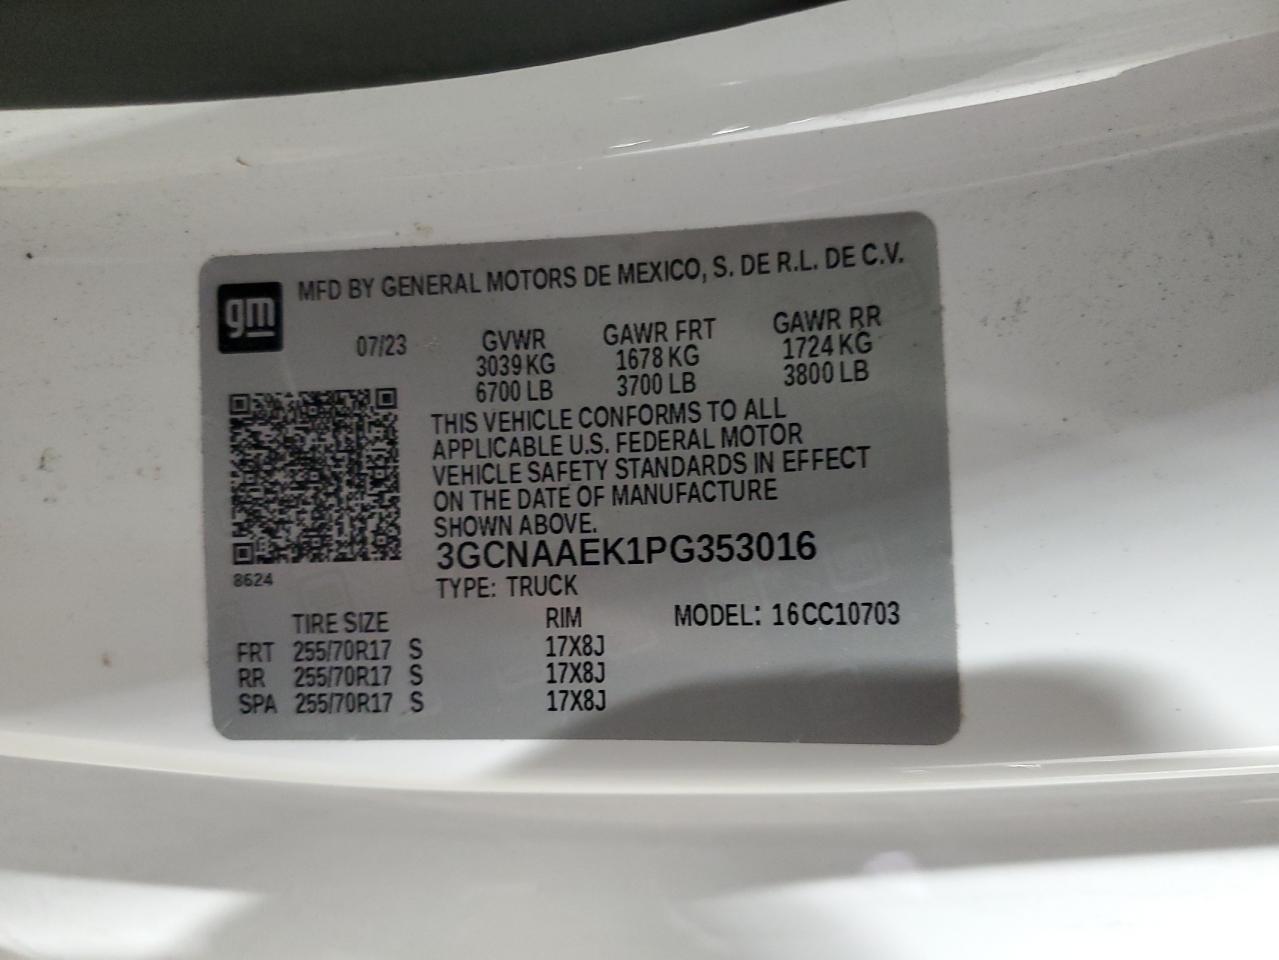 gm
MFD BY GENERAL MOTORS DE MEXICO, S. DE R.L. DE C.V.
07/23 GVWR GAWR FRT GAWR RR
3039 KG 1678 KG 1724 KG
6700 LB 3700 LB 3800 LB
THIS VEHICLE CONFORMS TO ALL
APPLICABLE U.S. FEDERAL MOTOR
VEHICLE SAFETY STANDARDS IN EFFECT
ON THE DATE OF MANUFACTURE
SHOWN ABOVE.
3GCNAAEK1PG353016
8624
TYPE: TRUCK
TIRE SIZE RIM MODEL: 16CC10703
FRT 255/70R17 S 17X8J
RR 255/70R17 S 17X8J
SPA 255/70R17 S 17X8J